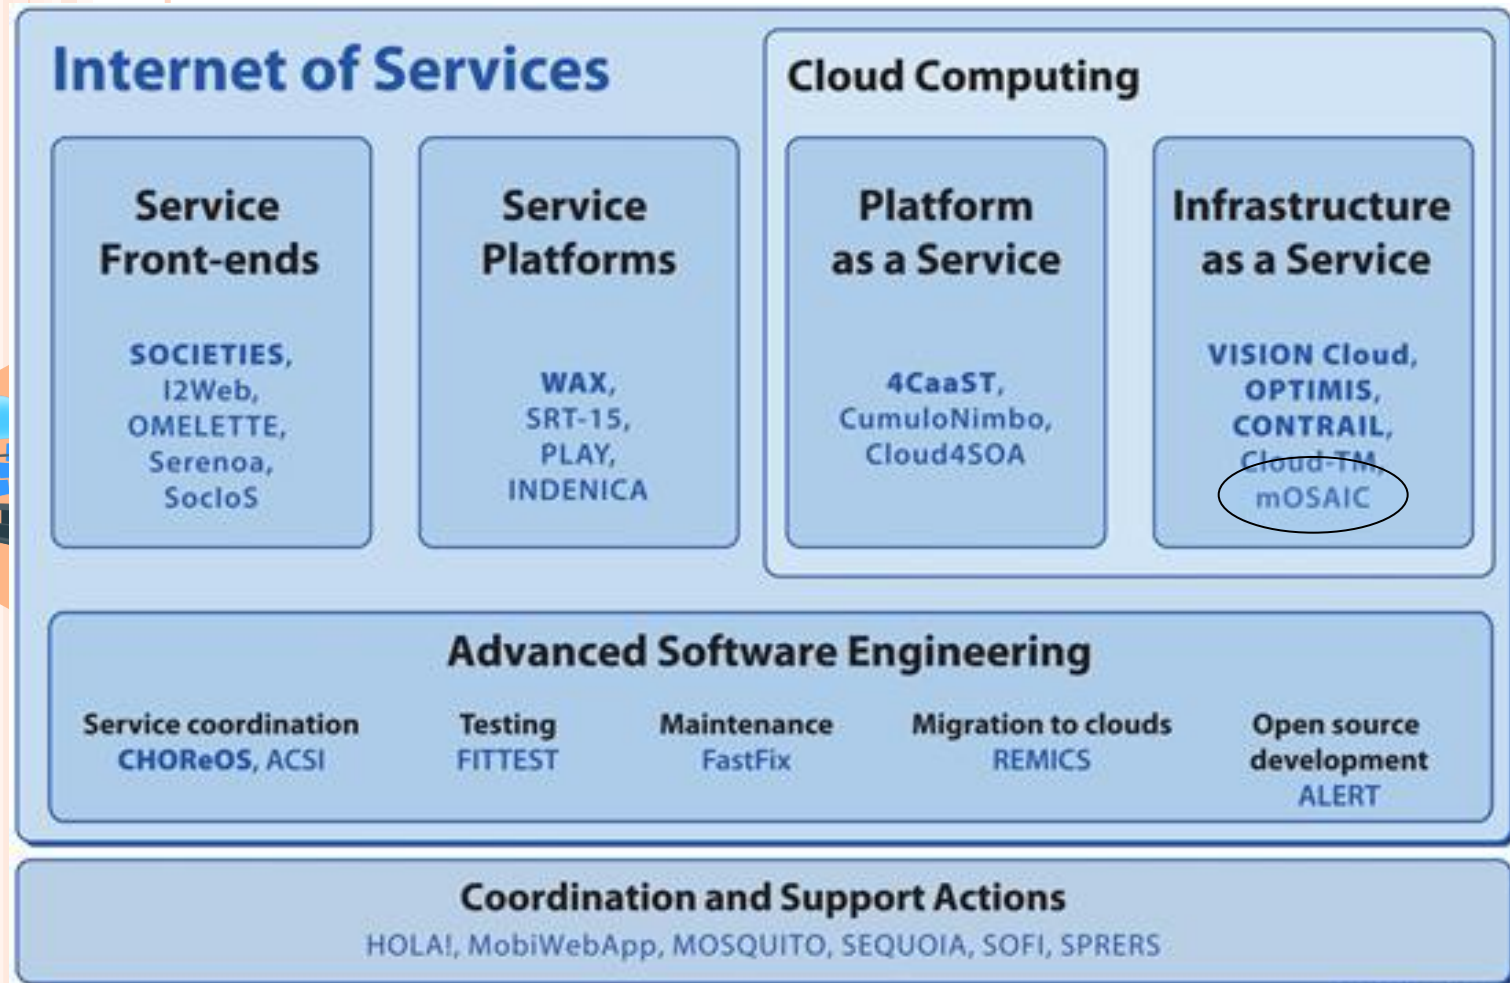 Internet of Services
Cloud Computing
Service
Front-ends
SOCIETIES,
I2Web,
OMELETTE,
Serenoa,
SocIoS
Service
Platforms
WAX,
SRT-15,
PLAY,
INDENICA
Platform
as a Service
4CaaST,
CumuloNimbo,
Cloud4SOA
Infrastructure
as a Service
VISION Cloud,
OPTIMIS,
CONTRAIL,
Cloud-TM,
mOSAIC
Advanced Software Engineering
Service coordination
CHOReOS, ACSI
Testing
FITTEST
Maintenance
FastFix
Migration to clouds
REMICS
Open source
development
ALERT
Coordination and Support Actions
HOLA!, MobiWebApp, MOSQUITO, SEQUOIA, SOFI, SPRERS